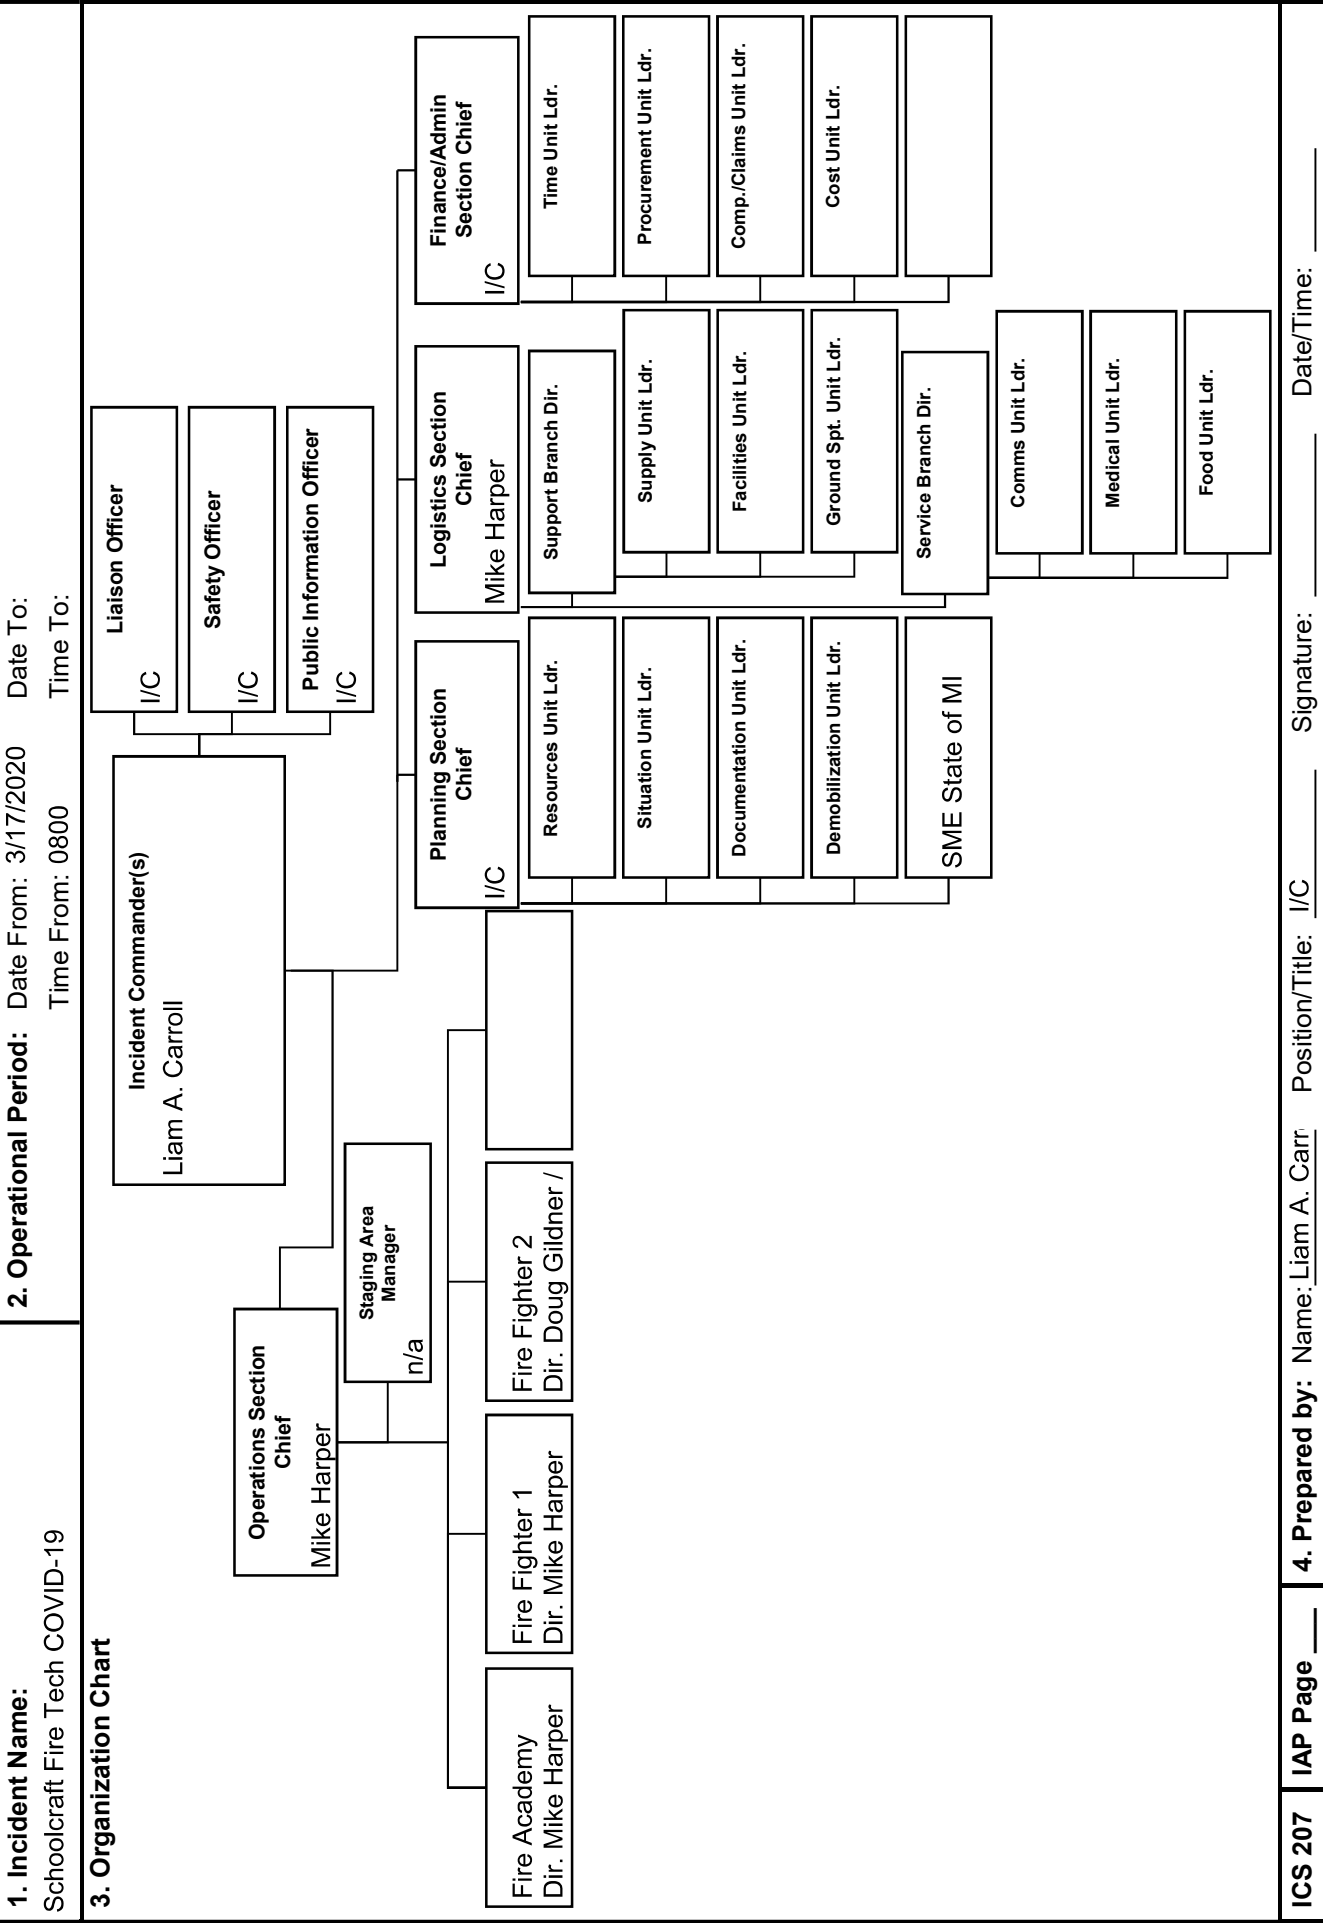 1. Incident Name:
Schoolcraft Fire Tech COVID-19
2. Operational Period: Date From: 3/17/2020 Date To:
Time From: 0800 Time To:
3. Organization Chart
Incident Commander(s)
Liam A. Carroll
Liaison Officer
I/C
Safety Officer
I/C
Public Information Officer
I/C
Operations Section
Chief
Mike Harper
Staging Area
Manager
n/a
Fire Academy
Dir. Mike Harper
Fire Fighter 1
Dir. Mike Harper
Fire Fighter 2
Dir. Doug Gildner /
Planning Section
Chief
I/C
Resources Unit Ldr.
Situation Unit Ldr.
Documentation Unit Ldr.
Demobilization Unit Ldr.
SME State of MI
Logistics Section
Chief
Mike Harper
Support Branch Dir.
Supply Unit Ldr.
Facilities Unit Ldr.
Ground Spt. Unit Ldr.
Service Branch Dir.
Comms Unit Ldr.
Medical Unit Ldr.
Food Unit Ldr.
Finance/Admin
Section Chief
I/C
Time Unit Ldr.
Procurement Unit Ldr.
Comp./Claims Unit Ldr.
Cost Unit Ldr.
ICS 207 IAP Page ___ 4. Prepared by: Name: Liam A. Carr Position/Title: I/C Signature: Date/Time: